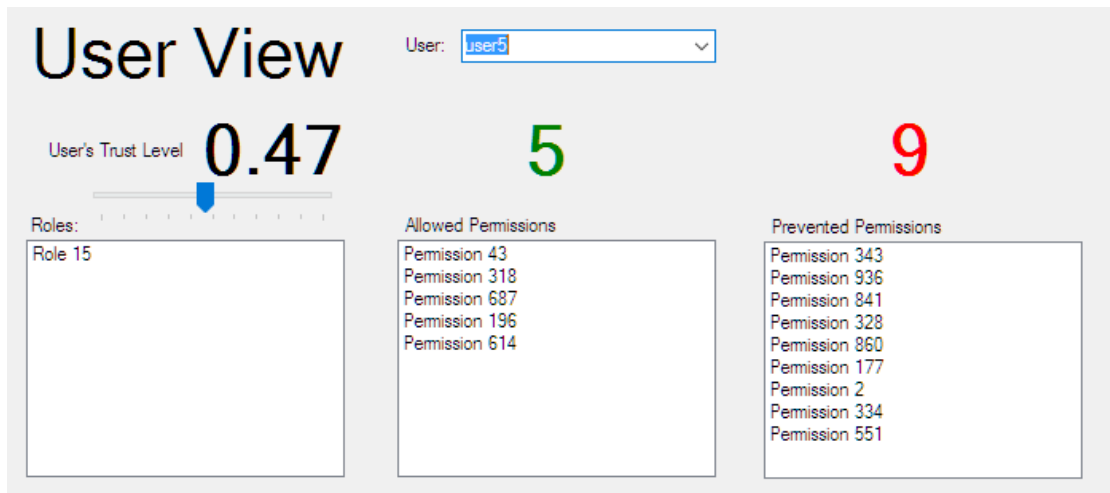 User View
User: user5
User's Trust Level 0.47
5
9
Roles:
Role 15
Allowed Permissions
Permission 43
Permission 318
Permission 687
Permission 196
Permission 614
Prevented Permissions
Permission 343
Permission 936
Permission 841
Permission 328
Permission 860
Permission 177
Permission 2
Permission 334
Permission 551